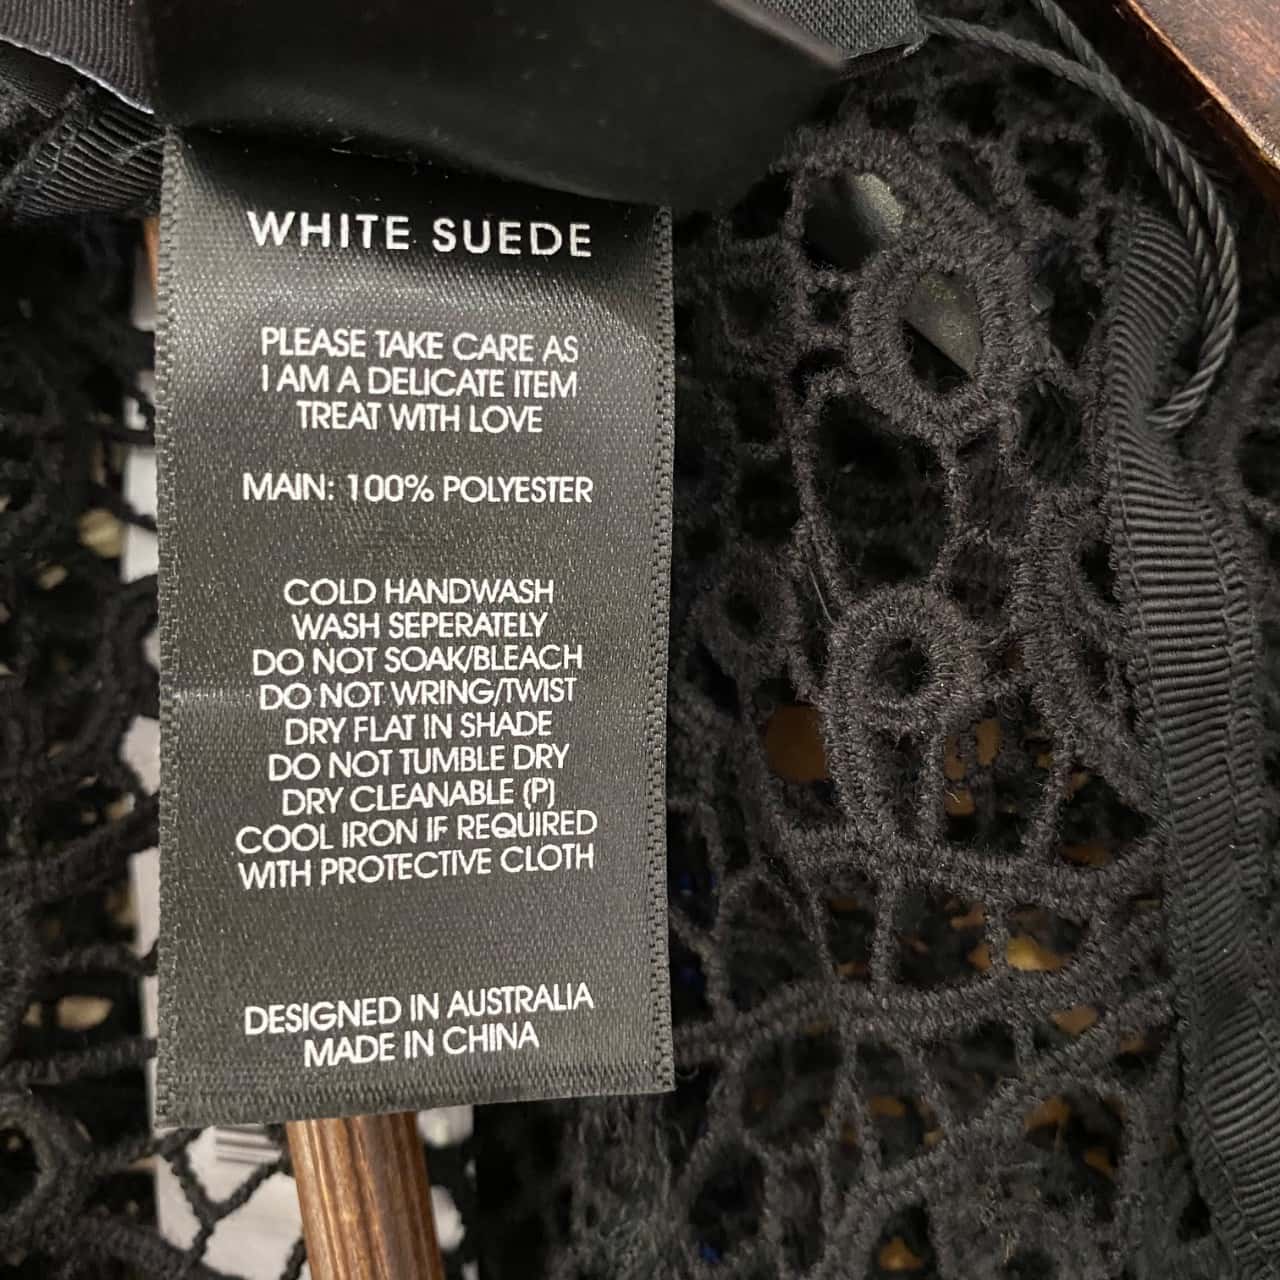 WHITE SUEDE
PLEASE TAKE CARE AS
I AM A DELICATE ITEM
TREAT WITH LOVE
MAIN: 100% POLYESTER
COLD HANDWASH
WASH SEPERATELY
DO NOT SOAK/BLEACH
DO NOT WRING/TWIST
DRY FLAT IN SHADE
DO NOT TUMBLE DRY
DRY CLEANABLE (P)
COOL IRON IF REQUIRED
WITH PROTECTIVE CLOTH
DESIGNED IN AUSTRALIA
MADE IN CHINA